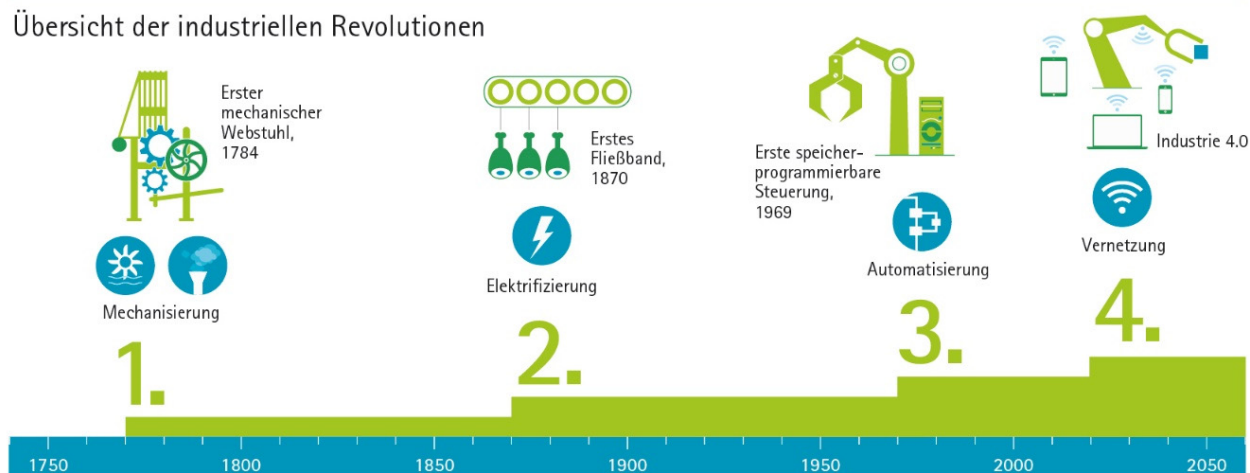 Übersicht der industriellen Revolutionen
Erster
mechanischer
Webstuhl,
1784
Mechanisierung
1.
Erstes
Fließband,
1870
Elektrifizierung
2.
Erste speicher-
programmierbare
Steuerung,
1969
Automatisierung
3.
Industrie 4.0
Vernetzung
4.
1750
1800
1850
1900
1950
2000
2050